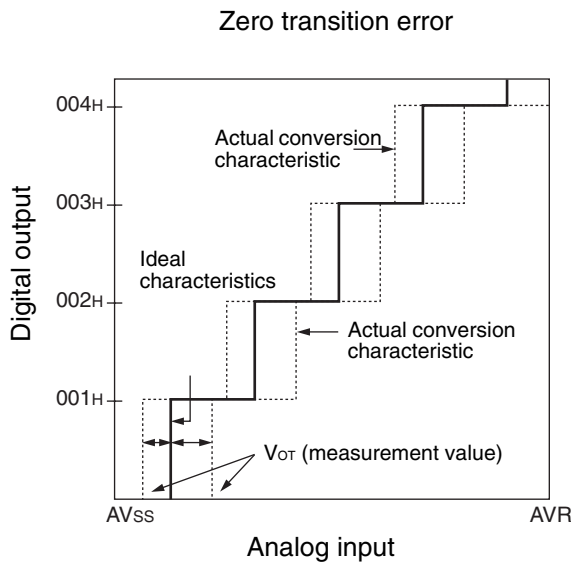 Zero transition error
004H
Actual conversion
characteristic
003H
Ideal
characteristics
002H
Actual conversion
characteristic
001H
VOT (measurement value)
AVSS
AVR
Analog input
Digital output